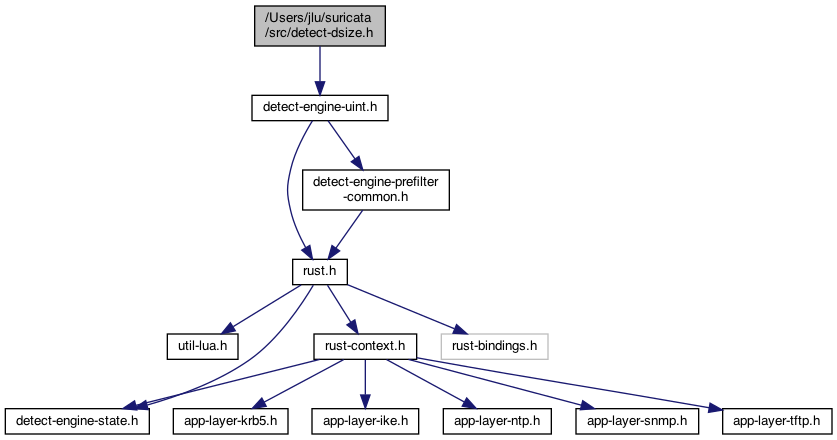 /Users/jlu/suricata
/src/detect-dsize.h
detect-engine-uint.h
detect-engine-prefilter
-common.h
rust.h
util-lua.h
rust-context.h
rust-bindings.h
detect-engine-state.h
app-layer-krb5.h
app-layer-ike.h
app-layer-ntp.h
app-layer-snmp.h
app-layer-tftp.h